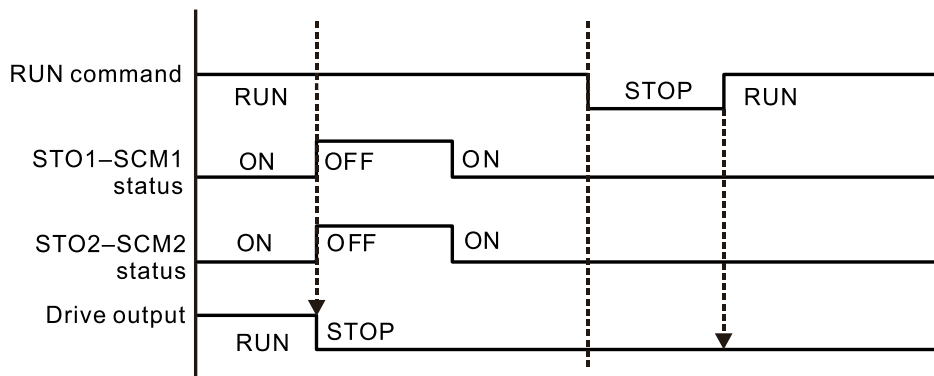 RUN command
RUN
STOP
RUN
STO1–SCM1
status
ON
OFF
ON
STO2–SCM2
status
ON
OFF
ON
Drive output
RUN
STOP